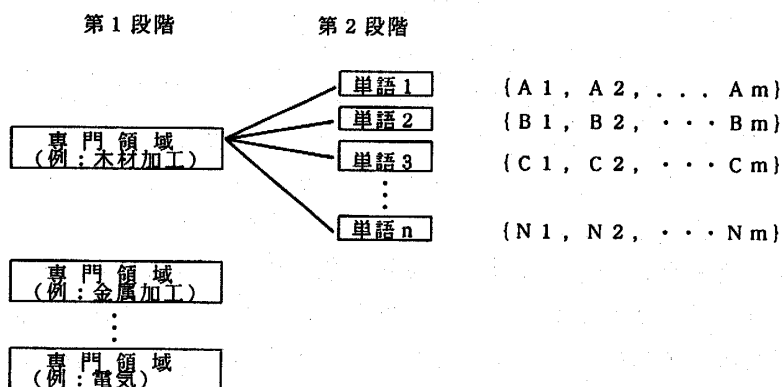 第1段階 第2段階
単語1 {A1, A2, ... Am}
単語2 {B1, B2, ・・・Bm}
専門領域
(例:木材加工)
単語3 {C1, C2, ・・・Cm}
単語n {N1, N2, ・・・Nm}
専門領域
(例:金属加工)
専門領域
(例:電気)